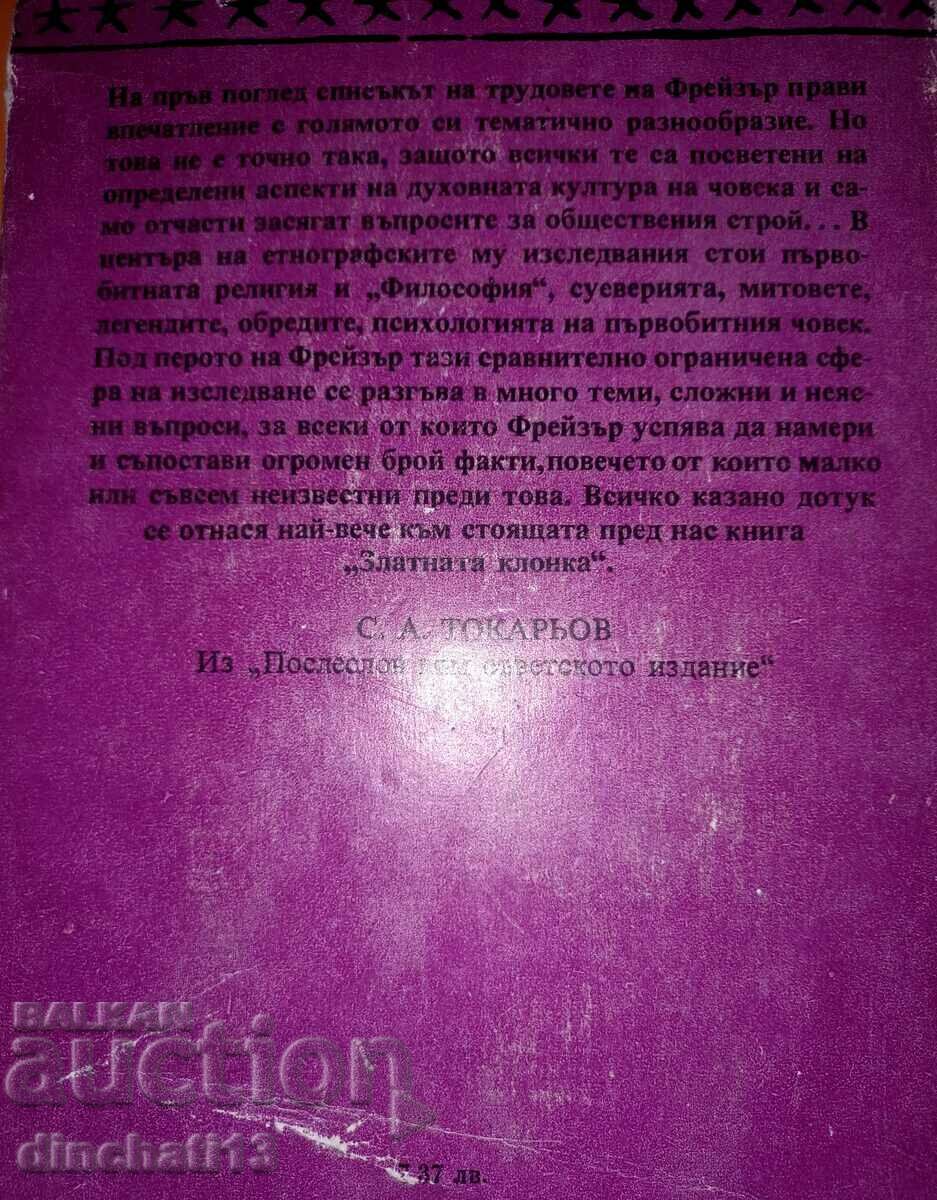 На пръв поглед списъкът на трудовете на Фрейзър прави
впечатление с голямото си тематично разнообразие. Но
това не е точно така, защото всички те са посветени на
определени аспекти на духовната култура на човека и са-
мо отчасти засягат въпросите за обществения строй... В
центъра на етнографските му изследвания стои първо-
битната религия и „Философия“, суеверията, митовете,
легендите, обредите, психологията на първобитния човек.
Под перото на Фрейзър тази сравнително ограничена сфе-
ра на изследване се разгъва в много теми, сложни и неяс-
ни въпроси, за всеки от които Фрейзър успява да намери
и съпостави огромен брой факти, повечето от които малко
или съвсем неизвестни преди това. Всичко казано дотук
се отнася най-вече към стоящата пред нас книга
„Златната клонка“.
С. А. ТОКАРЬОВ
Из „Послеслов към съветското издание“
BALKAN
auction
dinchati13
7.37 лв.